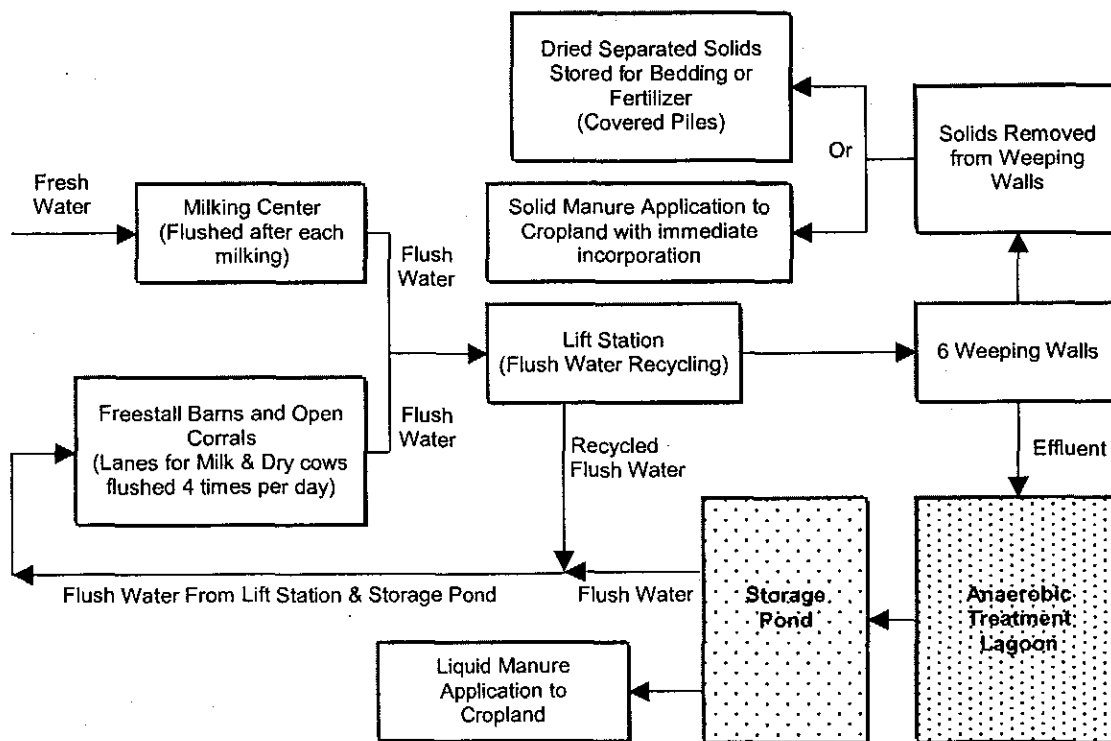 Dried Separated Solids
Stored for Bedding or
Fertilizer
(Covered Piles)
Solids Removed
from Weeping
Walls
Or
Fresh
Water
Milking Center
(Flushed after each
milking)
Solid Manure Application to
Cropland with immediate
incorporation
Flush
Water
Lift Station
(Flush Water Recycling)
6 Weeping Walls
Freestall Barns and Open
Corrals
(Lanes for Milk & Dry cows
flushed 4 times per day)
Flush
Water
Recycled
Flush Water
Effluent
Flush Water From Lift Station & Storage Pond
Flush Water
Storage
Pond
Anaerobic
Treatment
Lagoon
Liquid Manure
Application to
Cropland